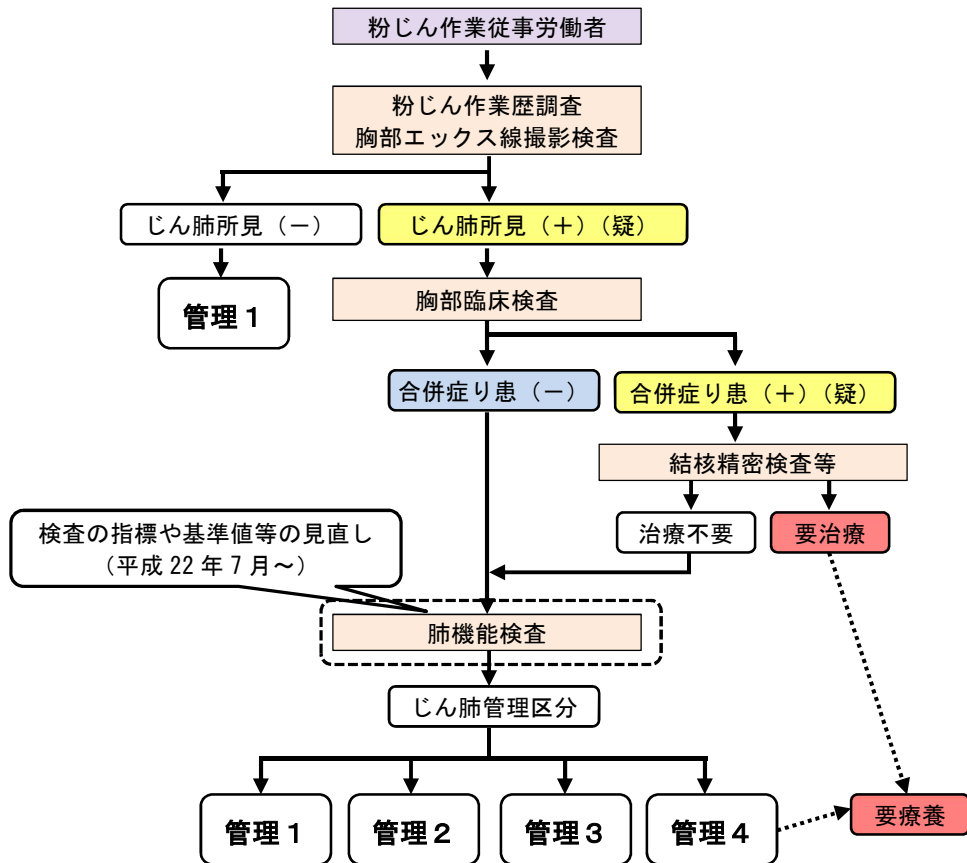 粉じん作業従事労働者
粉じん作業歴調査
胸部エックス線撮影検査
じん肺所見（－）
じん肺所見（＋）（疑）
管理１
胸部臨床検査
合併症り患（－）
合併症り患（＋）（疑）
結核精密検査等
検査の指標や基準値等の見直し
（平成 22 年 7 月～）
治療不要
要治療
肺機能検査
じん肺管理区分
管理１
管理２
管理３
管理４
要療養